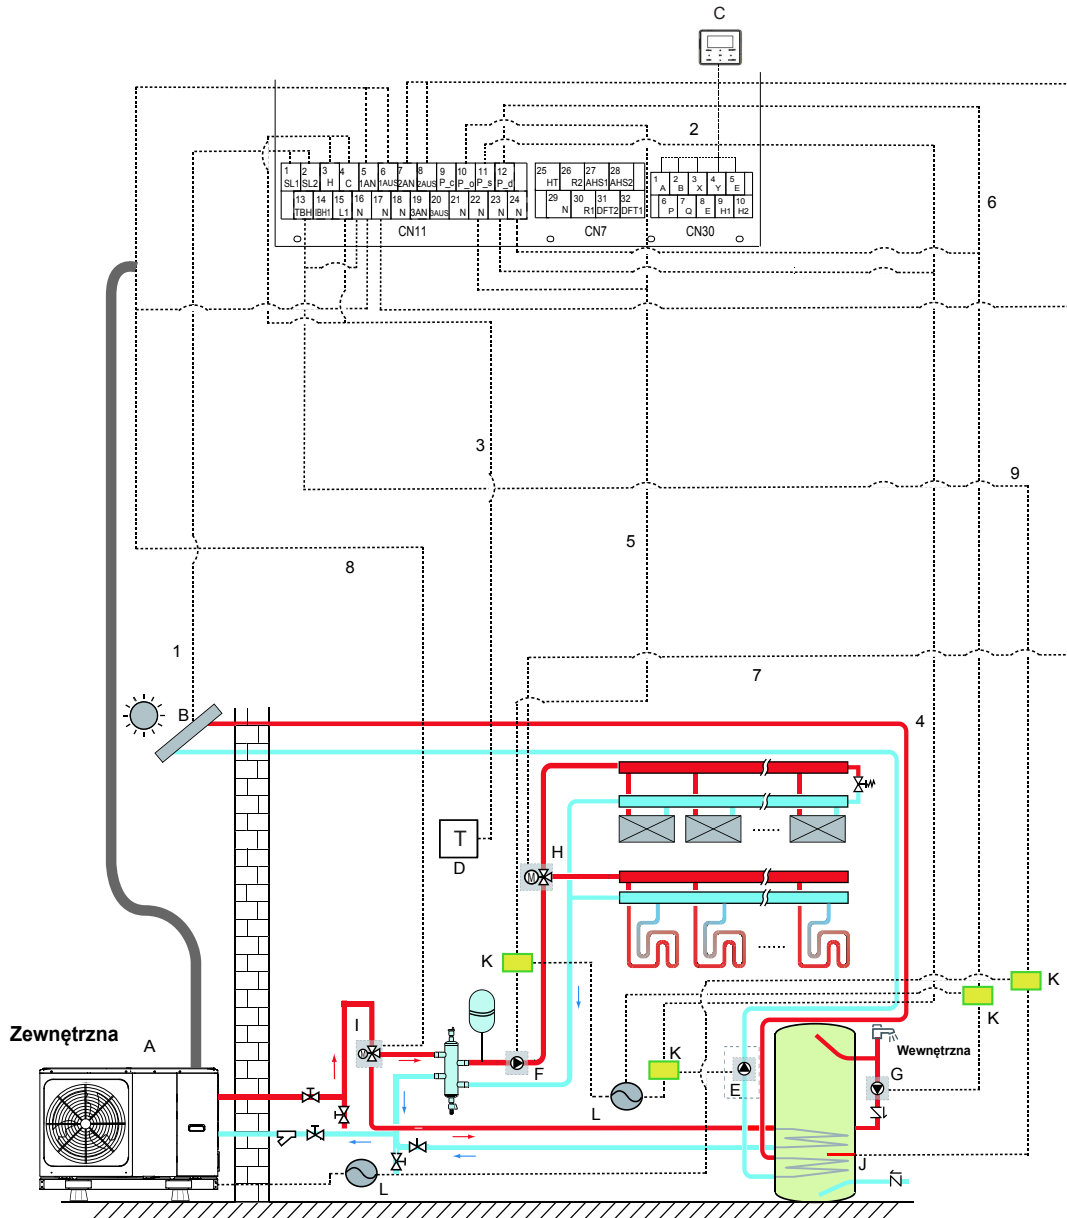 C
2
1 2 3 4 5 6 7 8 9 10 11 12
SL1 SL2 H C 1AN 1AUS 2AN 2AUS P_c P_o P_s P_d
13 14 15 16 17 18 19 20 21 22 23 24
TBH IBH1 L1 N N N 3AN 3AUS N N N N
CN11
25 26 27 28
HT R2 AHS1 AHS2
29 30 31 32
N R1 DFT2 DFT1
CN7
1 2 3 4 5
A B X Y E
6 7 8 9 10
P Q E H1 H2
CN30
6
3
9
5
8
1
7
B
4
T
D
H
M
K
K
K
Zewnętrzna
A
I
M
F
K
Wewnętrzna
G
E
L
J
L